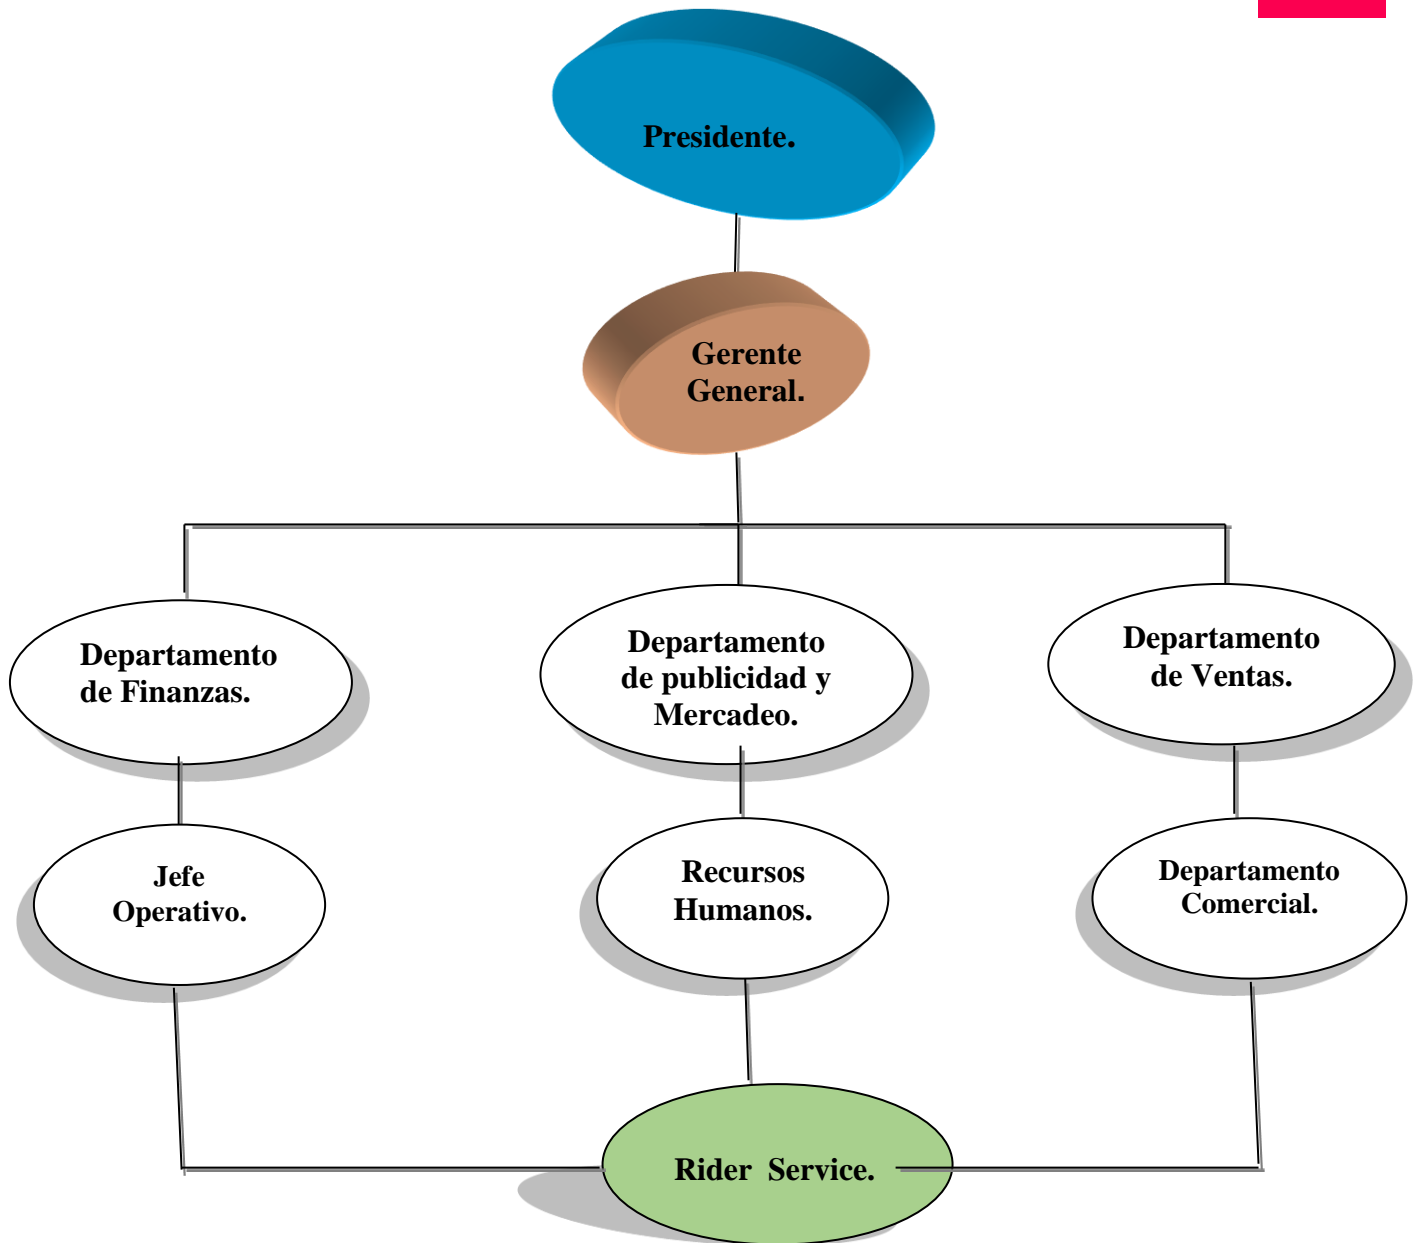 Presidente.
Gerente
General.
Departamento
de Finanzas.
Departamento
de publicidad y
Mercadeo.
Departamento
de Ventas.
Jefe
Operativo.
Recursos
Humanos.
Departamento
Comercial.
Rider  Service.